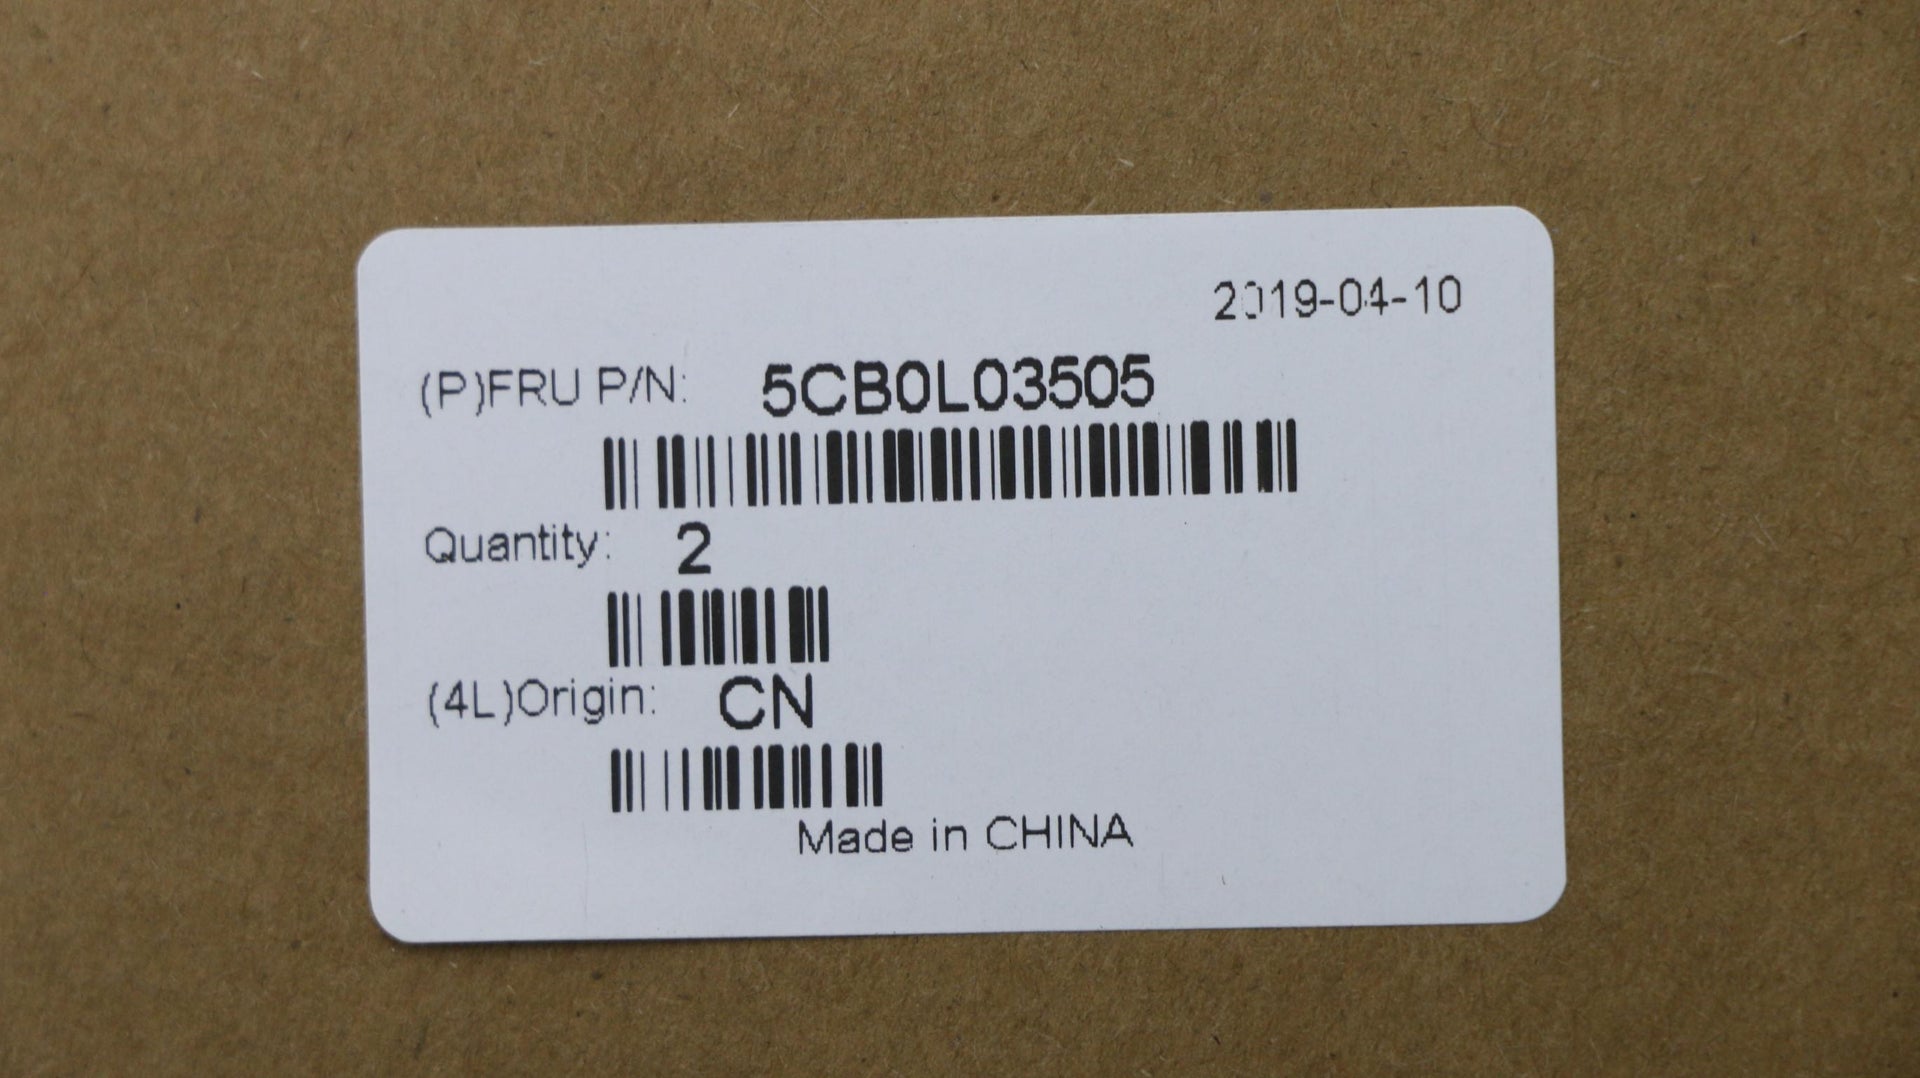 2019-04-10
(P)FRU P/N: 5CB0L03505
Quantity: 2
(4L)Origin: CN
Made in CHINA